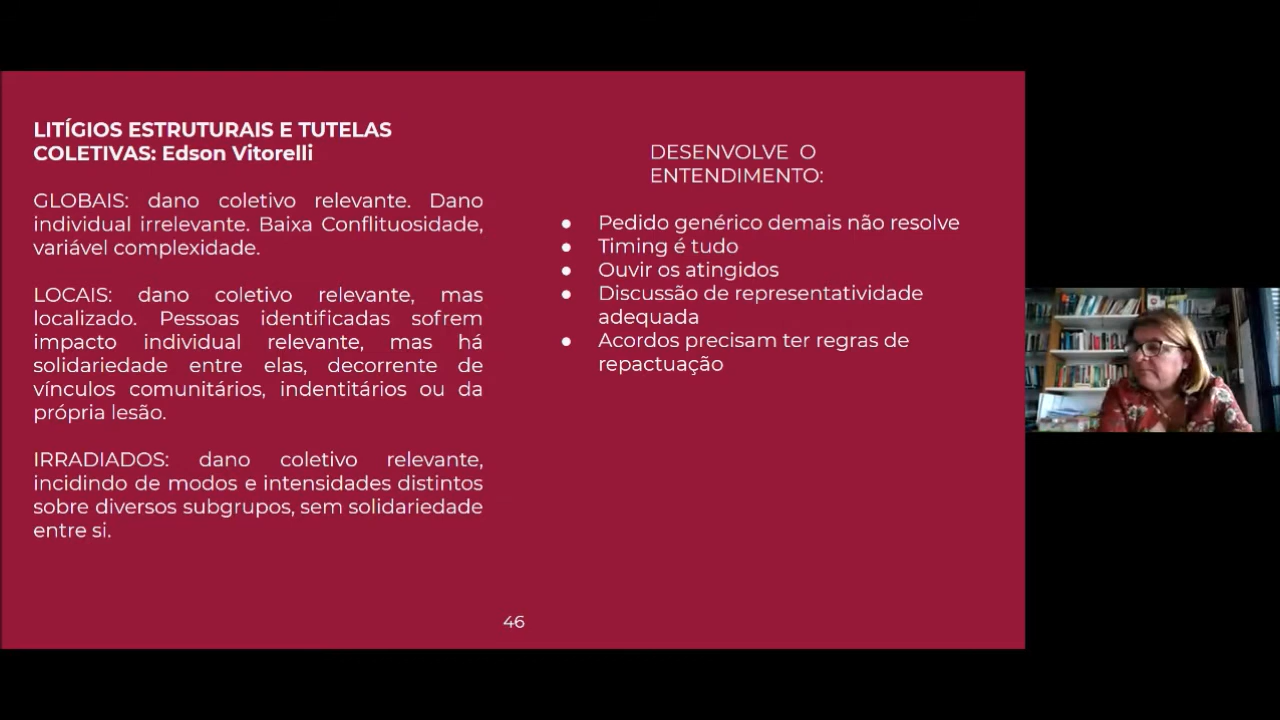 LITÍGIOS ESTRUTURAIS E TUTELAS
COLETIVAS: Edson Vitorelli
GLOBAIS: dano coletivo relevante. Dano
individual irrelevante. Baixa Conflituosidade,
variável complexidade.
LOCAIS: dano coletivo relevante, mas
localizado. Pessoas identificadas sofrem
impacto individual relevante, mas há
solidariedade entre elas, decorrente de
vínculos comunitários, indentitários ou da
própria lesão.
IRRADIADOS: dano coletivo relevante,
incidindo de modos e intensidades distintos
sobre diversos subgrupos, sem solidariedade
entre si.
DESENVOLVE O
ENTENDIMENTO:
● Pedido genérico demais não resolve
● Timing é tudo
● Ouvir os atingidos
● Discussão de representatividade
adequada
● Acordos precisam ter regras de
repactuação
46